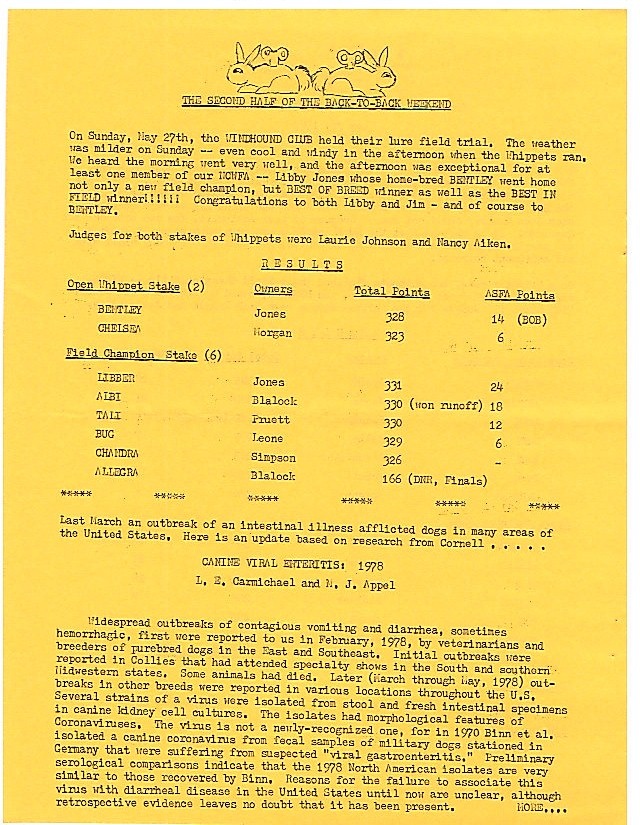 THE SECOND HALF OF THE BACK-TO-BACK WEEKEND
On Sunday, May 27th, the WINDHOUND CLUB held their lure field trial. The weather
was milder on Sunday -- even cool and windy in the afternoon when the Whippets ran.
We heard the morning went very well, and the afternoon was exceptional for at
least one member of our NCWFA -- Libby Jones whose home-bred BENTLEY went home
not only a new field champion, but BEST OF BREED winner as well as the BEST IN
FIELD winner!!!!!! Congratulations to both Libby and Jim - and of course to
BENTLEY.
Judges for both stakes of Whippets were Laurie Johnson and Nancy Aiken.
R E S U L T S
Open Whippet Stake (2) Owners Total Points ASFA Points
BENTLEY Jones 328 14 (BOB)
CHELSEA Morgan 323 6
Field Champion Stake (6)
LIBBER Jones 331 24
ALBI Blalock 330 (won runoff) 18
TALI Pruett 330 12
BUG Leone 329 6
CHANDRA Simpson 326 -
ALLEGRA Blalock 166 (DNR, Finals)
***** ***** ***** ***** ***** *****
Last March an outbreak of an intestinal illness afflicted dogs in many areas of
the United States. Here is an update based on research from Cornell . . . . .
CANINE VIRAL ENTERITIS: 1978
L. E. Carmichael and M. J. Appel
Widespread outbreaks of contagious vomiting and diarrhea, sometimes
hemorrhagic, first were reported to us in February, 1978, by veterinarians and
breeders of purebred dogs in the East and Southeast. Initial outbreaks were
reported in Collies that had attended specialty shows in the South and southern
Midwestern states. Some animals had died. Later (March through May, 1978) out-
breaks in other breeds were reported in various locations throughout the U.S.
Several strains of a virus were isolated from stool and fresh intestinal specimens
in canine kidney cell cultures. The isolates had morphological features of
Coronaviruses. The virus is not a newly-recognized one, for in 1970 Binn et al.
isolated a canine coronavirus from fecal samples of military dogs stationed in
Germany that were suffering from suspected "viral gastroenteritis." Preliminary
serological comparisons indicate that the 1978 North American isolates are very
similar to those recovered by Binn. Reasons for the failure to associate this
virus with diarrheal disease in the United States until now are unclear, although
retrospective evidence leaves no doubt that it has been present. MORE....